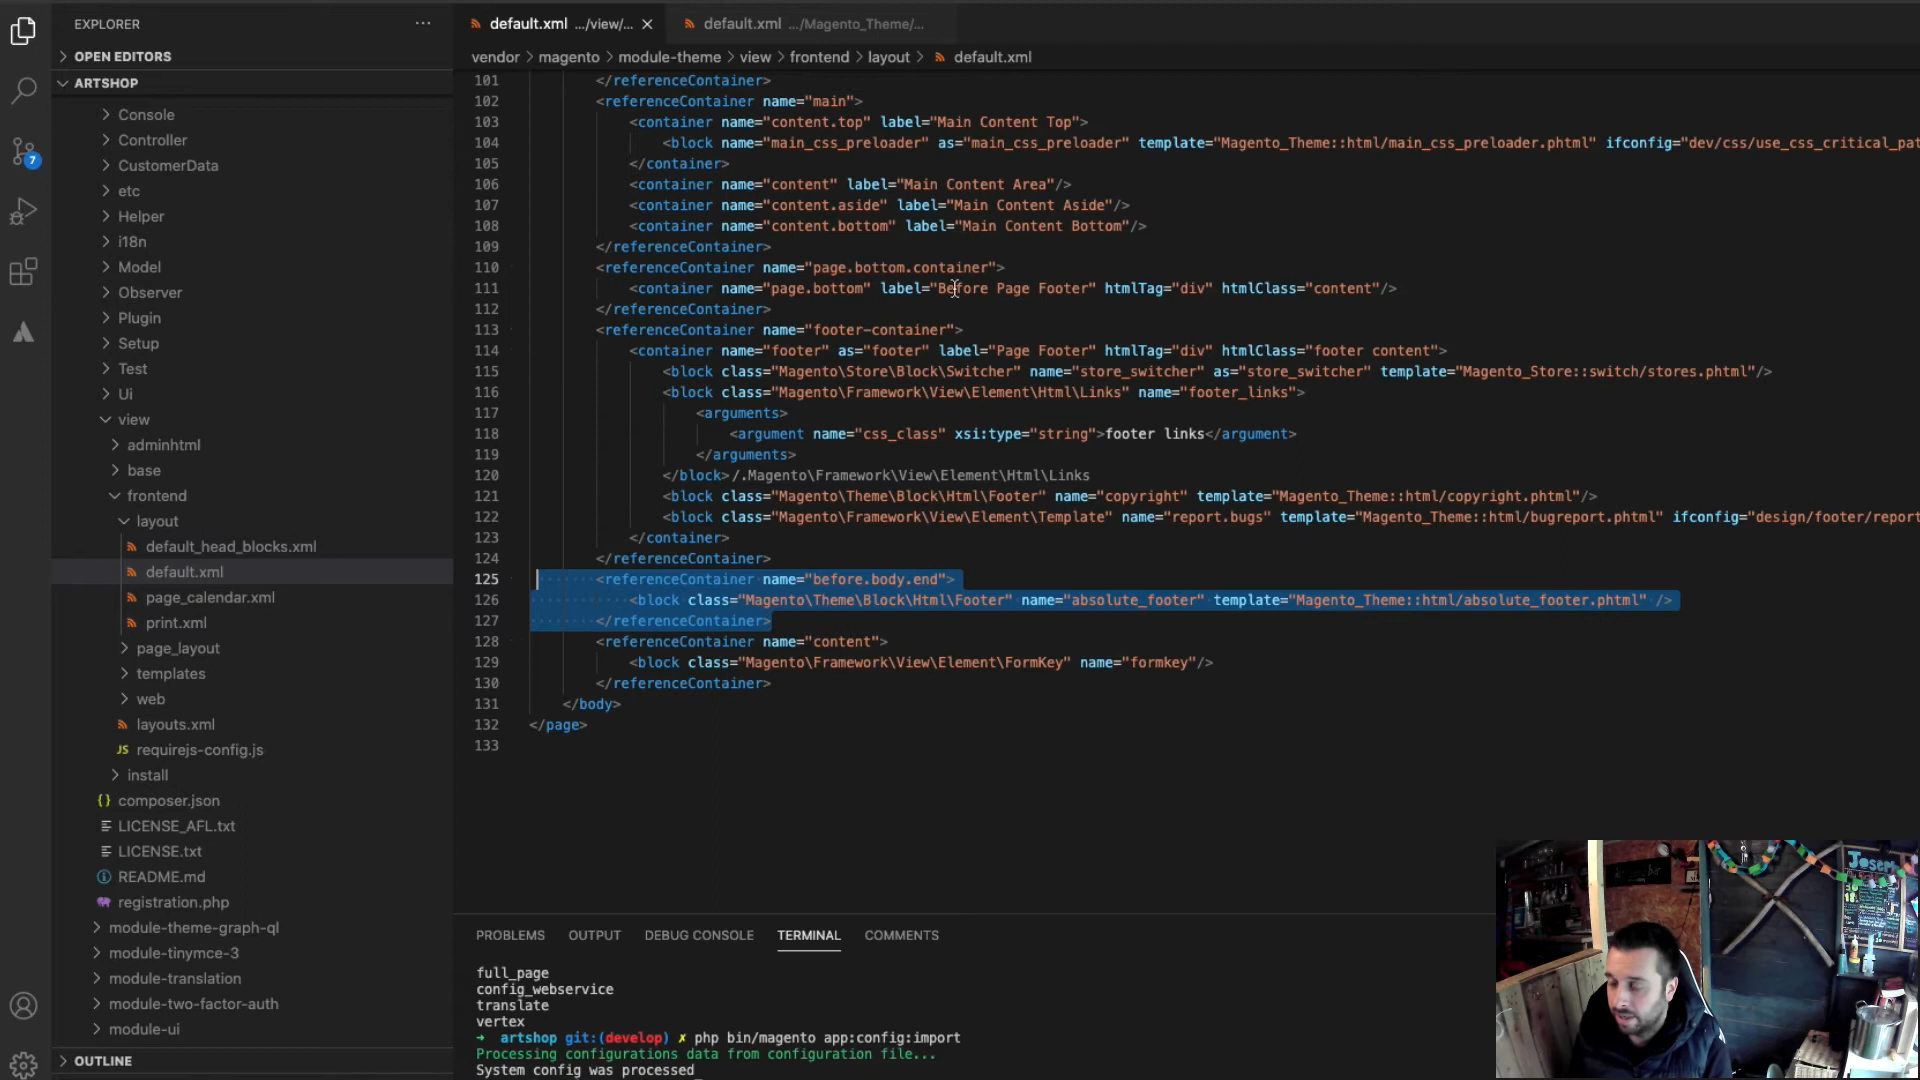 EXPLORER
OPEN EDITORS
ARTSHOP
Console
Controller
CustomerData
etc
Helper
i18n
Model
Observer
Plugin
Setup
Test
Ui
view
adminhtml
base
frontend
layout
default_head_blocks.xml
default.xml
page_calendar.xml
print.xml
page_layout
templates
web
layouts.xml
requirejs-config.js
install
composer.json
LICENSE_AFL.txt
LICENSE.txt
README.md
registration.php
module-theme-graph-ql
module-tinymce-3
module-translation
module-two-factor-auth
module-ui
OUTLINE
7
default.xml .../view/...
default.xml .../Magento_Theme/...
vendor > magento > module-theme > view > frontend > layout > default.xml
101 </referenceContainer>
102 <referenceContainer name="main">
103 <container name="content.top" label="Main Content Top">
104 <block name="main_css_preloader" as="main_css_preloader" template="Magento_Theme::html/main_css_preloader.phtml" ifconfig="dev/css/use_css_critical_pat
105 </container>
106 <container name="content" label="Main Content Area"/>
107 <container name="content.aside" label="Main Content Aside"/>
108 <container name="content.bottom" label="Main Content Bottom"/>
109 </referenceContainer>
110 <referenceContainer name="page.bottom.container">
111 <container name="page.bottom" label="Before Page Footer" htmlTag="div" htmlClass="content"/>
112 </referenceContainer>
113 <referenceContainer name="footer-container">
114 <container name="footer" as="footer" label="Page Footer" htmlTag="div" htmlClass="footer content">
115 <block class="Magento\Store\Block\Switcher" name="store_switcher" as="store_switcher" template="Magento_Store::switch/stores.phtml"/>
116 <block class="Magento\Framework\View\Element\Html\Links" name="footer_links">
117 <arguments>
118 <argument name="css_class" xsi:type="string">footer links</argument>
119 </arguments>
120 </block>/.Magento\Framework\View\Element\Html\Links
121 <block class="Magento\Theme\Block\Html\Footer" name="copyright" template="Magento_Theme::html/copyright.phtml"/>
122 <block class="Magento\Framework\View\Element\Template" name="report.bugs" template="Magento_Theme::html/bugreport.phtml" ifconfig="design/footer/report
123 </container>
124 </referenceContainer>
125 <referenceContainer name="before.body.end">
126 <block class="Magento\Theme\Block\Html\Footer" name="absolute_footer" template="Magento_Theme::html/absolute_footer.phtml" />
127 </referenceContainer>
128 <referenceContainer name="content">
129 <block class="Magento\Framework\View\Element\FormKey" name="formkey"/>
130 </referenceContainer>
131 </body>
132 </page>
133
PROBLEMS OUTPUT DEBUG CONSOLE TERMINAL COMMENTS
full_page
config_webservice
translate
vertex
➜ artshop git:(develop) ✗ php bin/magento app:config:import
Processing configurations data from configuration file...
System config was processed
Joseph